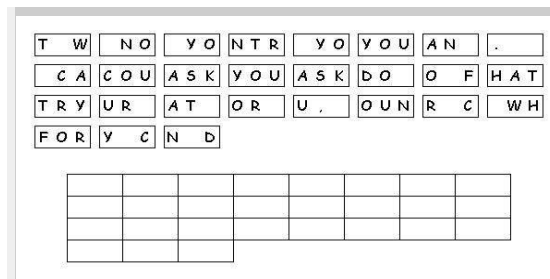 T W  NO  YO NTR  YO YOU AN  .
 CA COU ASK YOU ASK DO  O F HAT
TRY UR  AT  OR  U,  OUN R C  WH
FOR Y C N D